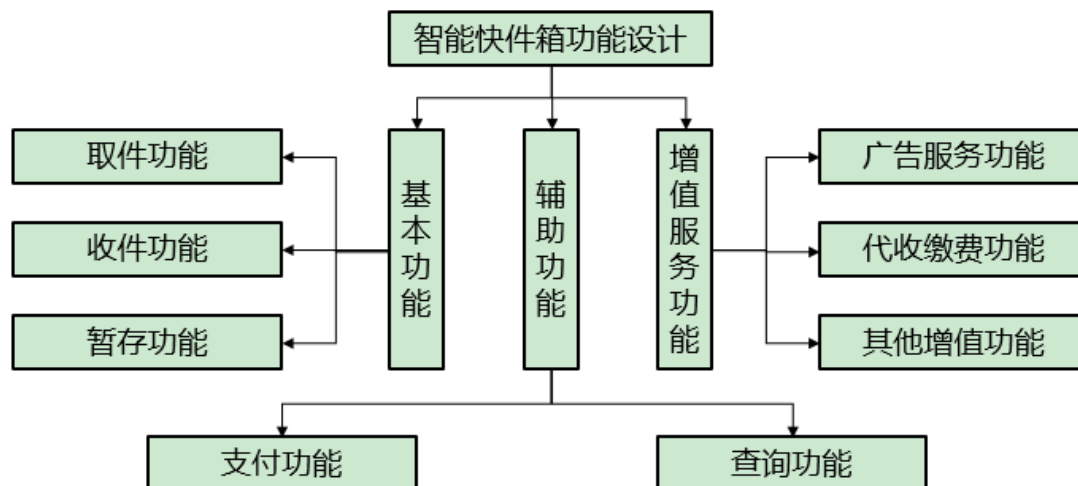 智能快件箱功能设计
取件功能
收件功能
暂存功能
基本功能
辅助功能
增值服务功能
广告服务功能
代收缴费功能
其他增值功能
支付功能
查询功能